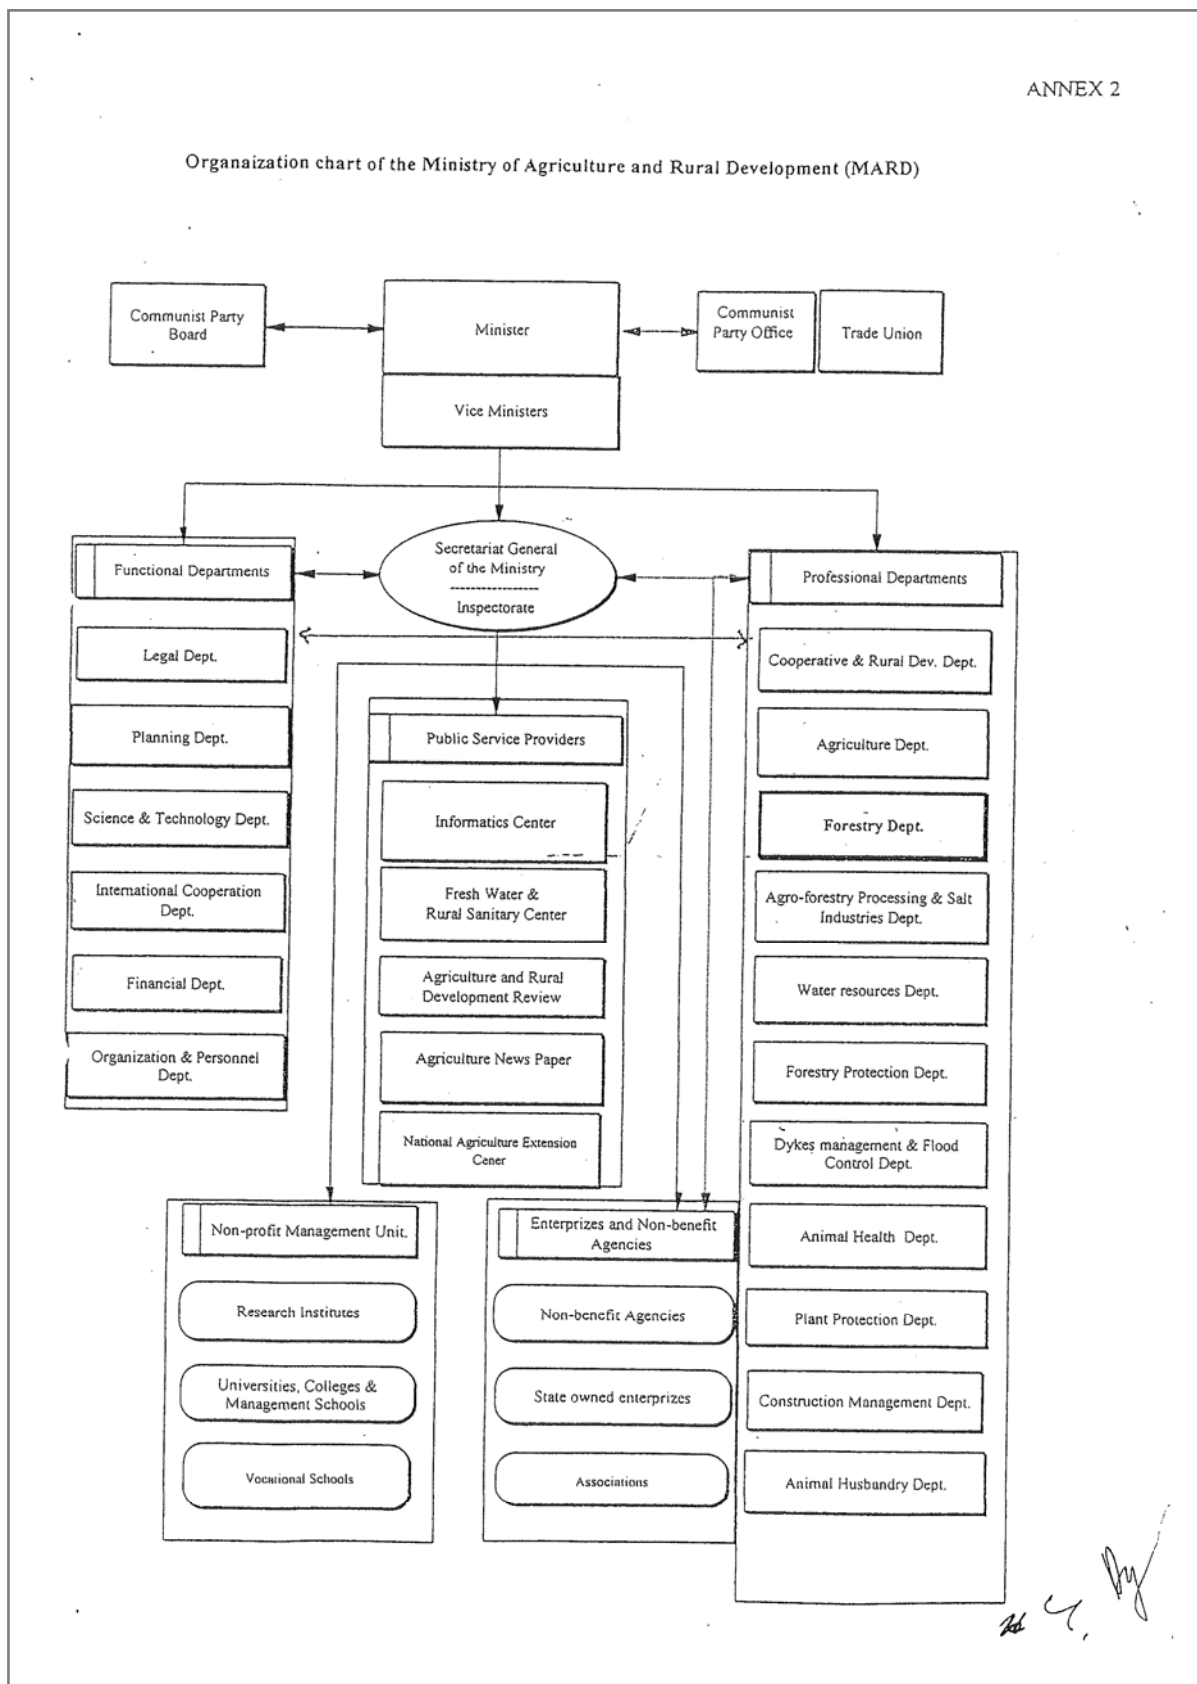 ANNEX 2
Organaization chart of the Ministry of Agriculture and Rural Development (MARD)
Communist Party
Board
Minister
Communist
Party Office
Trade Union
Vice Ministers
Secretariat General
of the Ministry
------------------
Inspectorate
Functional Departments
Legal Dept.
Planning Dept.
Science & Technology Dept.
International Cooperation
Dept.
Financial Dept.
Organization & Personnel
Dept.
Public Service Providers
Informatics Center
Fresh Water &
Rural Sanitary Center
Agriculture and Rural
Development Review
Agriculture News Paper
National Agriculture Extension
Cener
Professional Departments
Cooperative & Rural Dev. Dept.
Agriculture Dept.
Forestry Dept.
Agro-forestry Processing & Salt
Industries Dept.
Water resources Dept.
Forestry Protection Dept.
Dykes management & Flood
Control Dept.
Animal Health Dept.
Plant Protection Dept.
Construction Management Dept.
Animal Husbandry Dept.
Non-profit Management Unit.
Research Institutes
Universities, Colleges &
Management Schools
Vocational Schools
Enterprizes and Non-benefit
Agencies
Non-benefit Agencies
State owned enterprizes
Associations